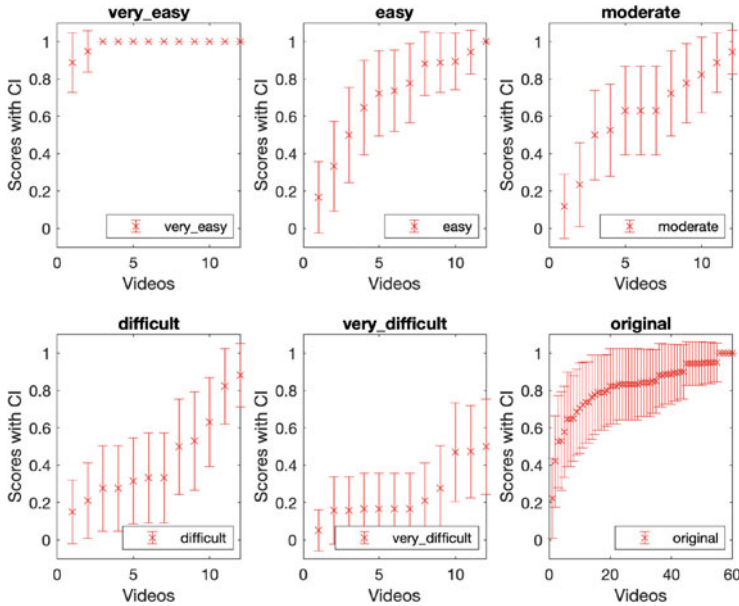 very_easy
1
0.8
0.6
0.4
0.2
0
Scores with CI
very_easy
0 5 10
Videos
easy
1
0.8
0.6
0.4
0.2
0
Scores with CI
easy
0 5 10
Videos
moderate
1
0.8
0.6
0.4
0.2
0
Scores with CI
moderate
0 5 10
Videos
difficult
1
0.8
0.6
0.4
0.2
0
Scores with CI
difficult
0 5 10
Videos
very_difficult
1
0.8
0.6
0.4
0.2
0
Scores with CI
very_difficult
0 5 10
Videos
original
1
0.8
0.6
0.4
0.2
0
Scores with CI
original
0 20 40 60
Videos